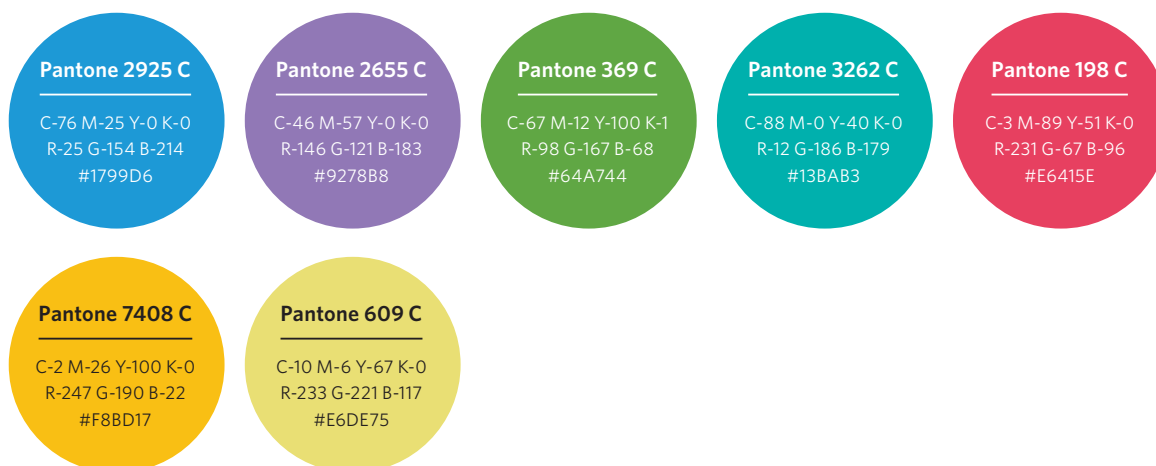 Pantone 2925 C
C-76 M-25 Y-0 K-0
R-25 G-154 B-214
#1799D6
Pantone 2655 C
C-46 M-57 Y-0 K-0
R-146 G-121 B-183
#9278B8
Pantone 369 C
C-67 M-12 Y-100 K-1
R-98 G-167 B-68
#64A744
Pantone 3262 C
C-88 M-0 Y-40 K-0
R-12 G-186 B-179
#13BAB3
Pantone 198 C
C-3 M-89 Y-51 K-0
R-231 G-67 B-96
#E6415E
Pantone 7408 C
C-2 M-26 Y-100 K-0
R-247 G-190 B-22
#F8BD17
Pantone 609 C
C-10 M-6 Y-67 K-0
R-233 G-221 B-117
#E6DE75